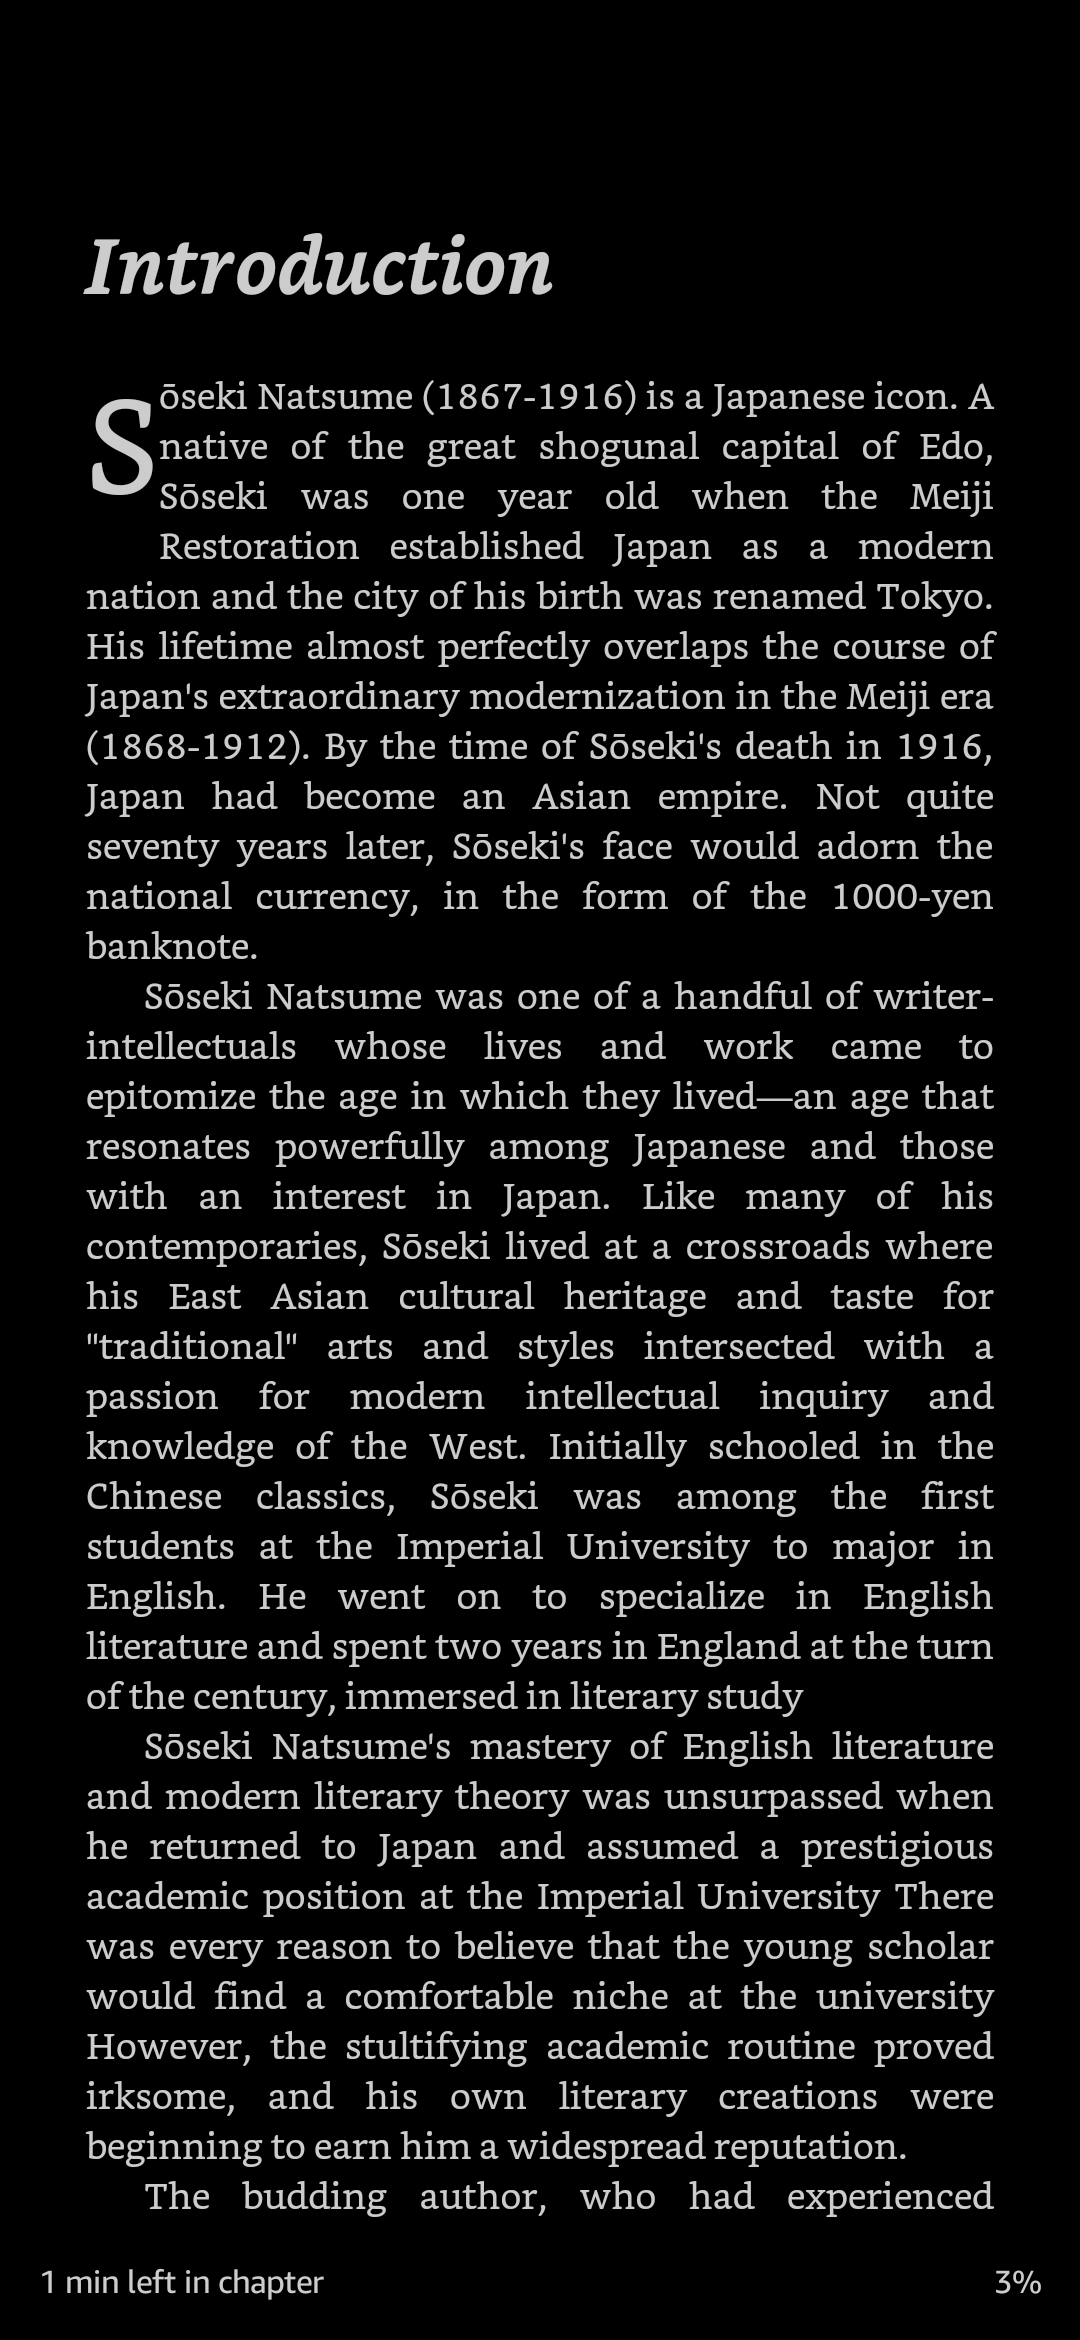 Introduction
Sōseki Natsume (1867-1916) is a Japanese icon. A
native of the great shogunal capital of Edo,
Sōseki was one year old when the Meiji
Restoration established Japan as a modern
nation and the city of his birth was renamed Tokyo.
His lifetime almost perfectly overlaps the course of
Japan's extraordinary modernization in the Meiji era
(1868-1912). By the time of Sōseki's death in 1916,
Japan had become an Asian empire. Not quite
seventy years later, Sōseki's face would adorn the
national currency, in the form of the 1000-yen
banknote.
Sōseki Natsume was one of a handful of writer-
intellectuals whose lives and work came to
epitomize the age in which they lived—an age that
resonates powerfully among Japanese and those
with an interest in Japan. Like many of his
contemporaries, Sōseki lived at a crossroads where
his East Asian cultural heritage and taste for
"traditional" arts and styles intersected with a
passion for modern intellectual inquiry and
knowledge of the West. Initially schooled in the
Chinese classics, Sōseki was among the first
students at the Imperial University to major in
English. He went on to specialize in English
literature and spent two years in England at the turn
of the century, immersed in literary study
Sōseki Natsume's mastery of English literature
and modern literary theory was unsurpassed when
he returned to Japan and assumed a prestigious
academic position at the Imperial University There
was every reason to believe that the young scholar
would find a comfortable niche at the university
However, the stultifying academic routine proved
irksome, and his own literary creations were
beginning to earn him a widespread reputation.
The budding author, who had experienced
1 min left in chapter
3%